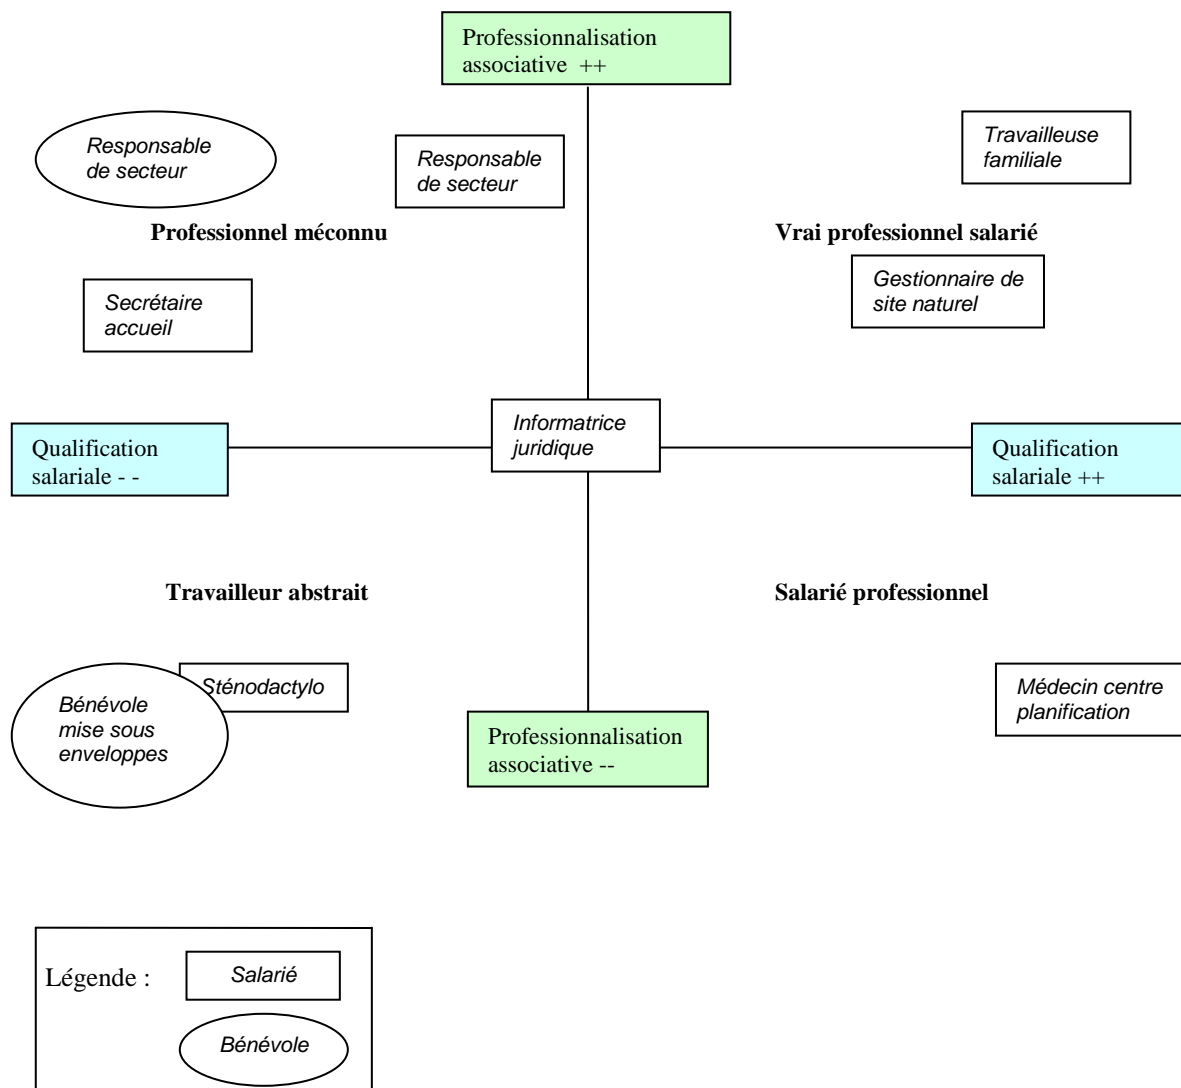 Professionnalisation
associative ++
Responsable
de secteur
Responsable
de secteur
Travailleuse
familiale
Professionnel méconnu
Vrai professionnel salarié
Secrétaire
accueil
Gestionnaire de
site naturel
Informatrice
juridique
Qualification
salariale - -
Qualification
salariale ++
Travailleur abstrait
Salarié professionnel
Bénévole
mise sous
enveloppes
Sténodactylo
Médecin centre
planification
Professionnalisation
associative --
Légende :
Salarié
Bénévole